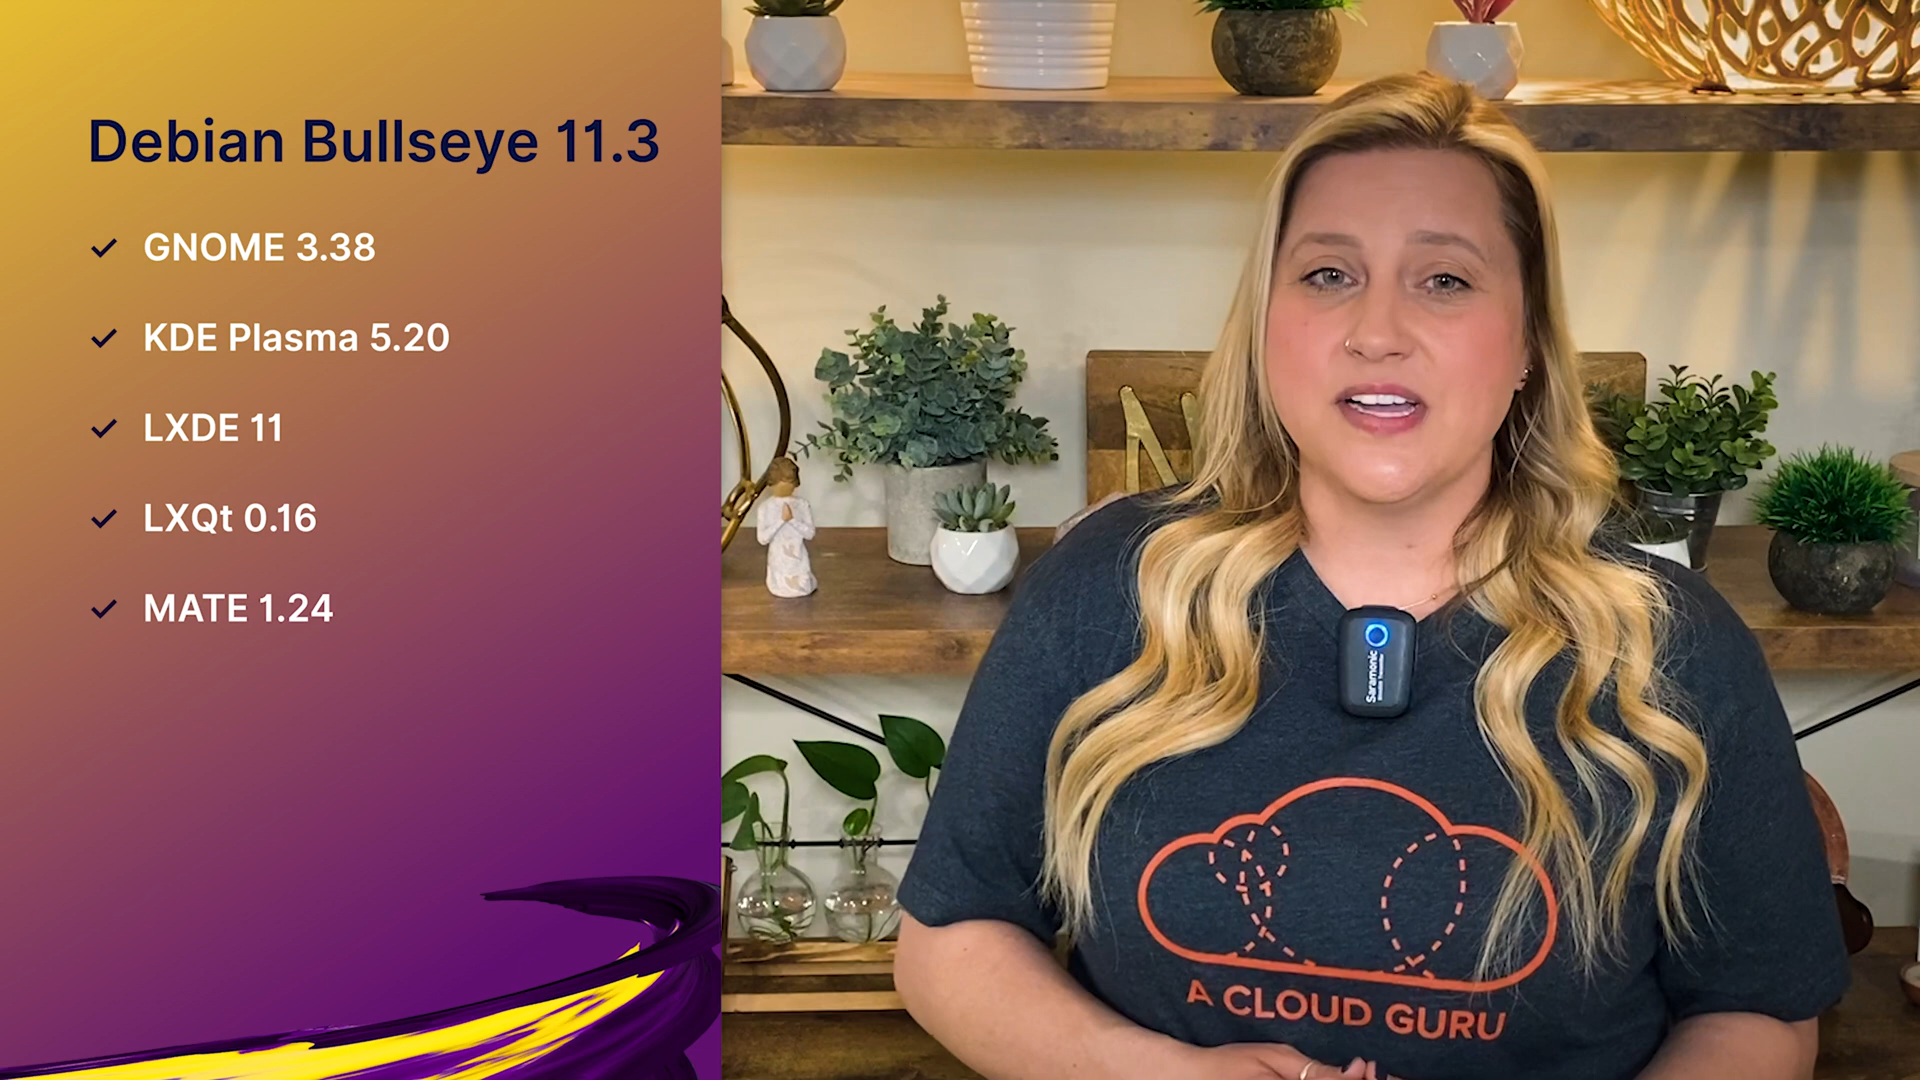 Debian Bullseye 11.3
GNOME 3.38
KDE Plasma 5.20
LXDE 11
LXQt 0.16
MATE 1.24
N
Saramonic
A CLOUD GURU